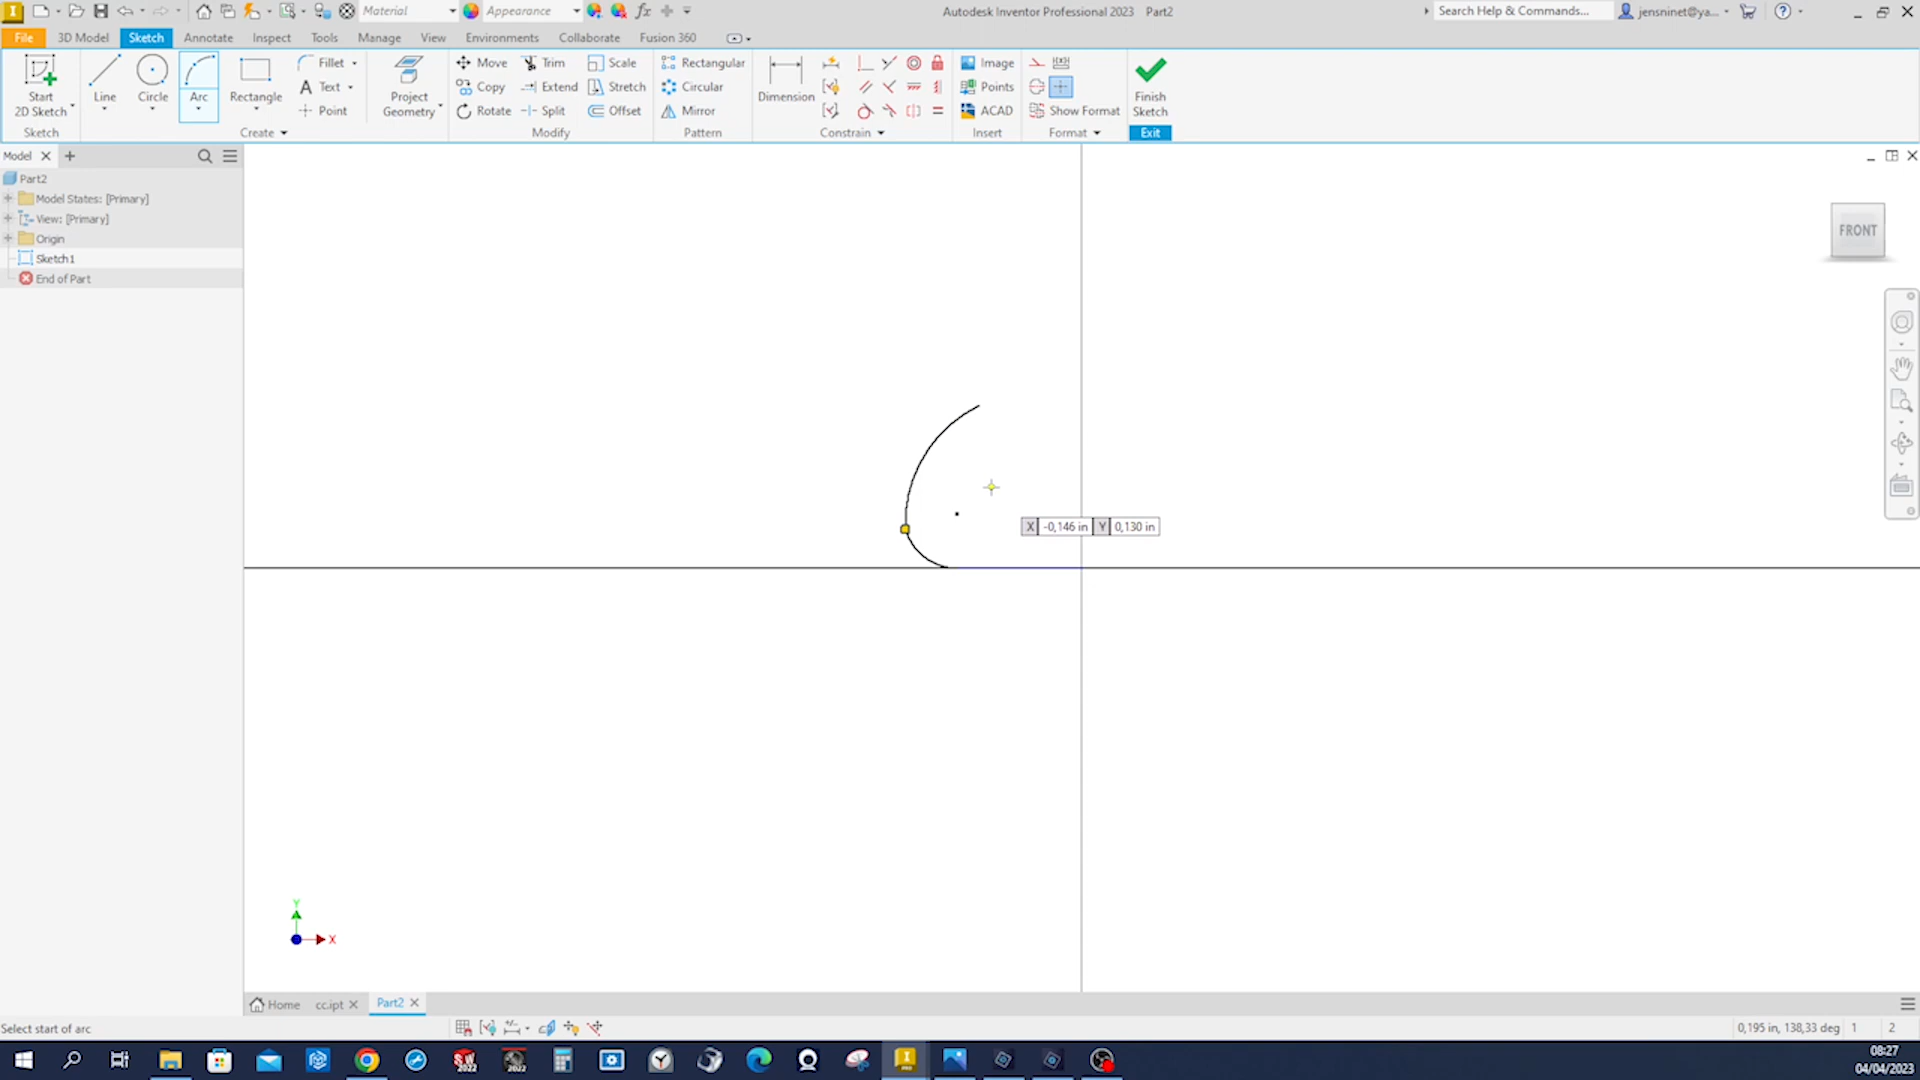 Material Appearance Autodesk Inventor Professional 2023 Part2 Search Help & Commands... jensninet@ya...
File 3D Model Sketch Annotate Inspect Tools Manage View Environments Collaborate Fusion 360
Start 2D Sketch
Line
Circle
Arc
Rectangle
Fillet
Text
Point
Project Geometry
Move Trim Scale
Copy Extend Stretch
Rotate Split Offset
Rectangular
Circular
Mirror
Dimension
Image
Points
ACAD
Show Format
Finish Sketch
Sketch Create Modify Pattern Constrain Insert Format Exit
Model
Part2
Model States: [Primary]
View: [Primary]
Origin
Sketch1
End of Part
FRONT
X -0,146 in Y 0,130 in
Y
X
Home cc.ipt Part2
Select start of arc 0,195 in, 138,33 deg 1 2
08:27
04/04/2023